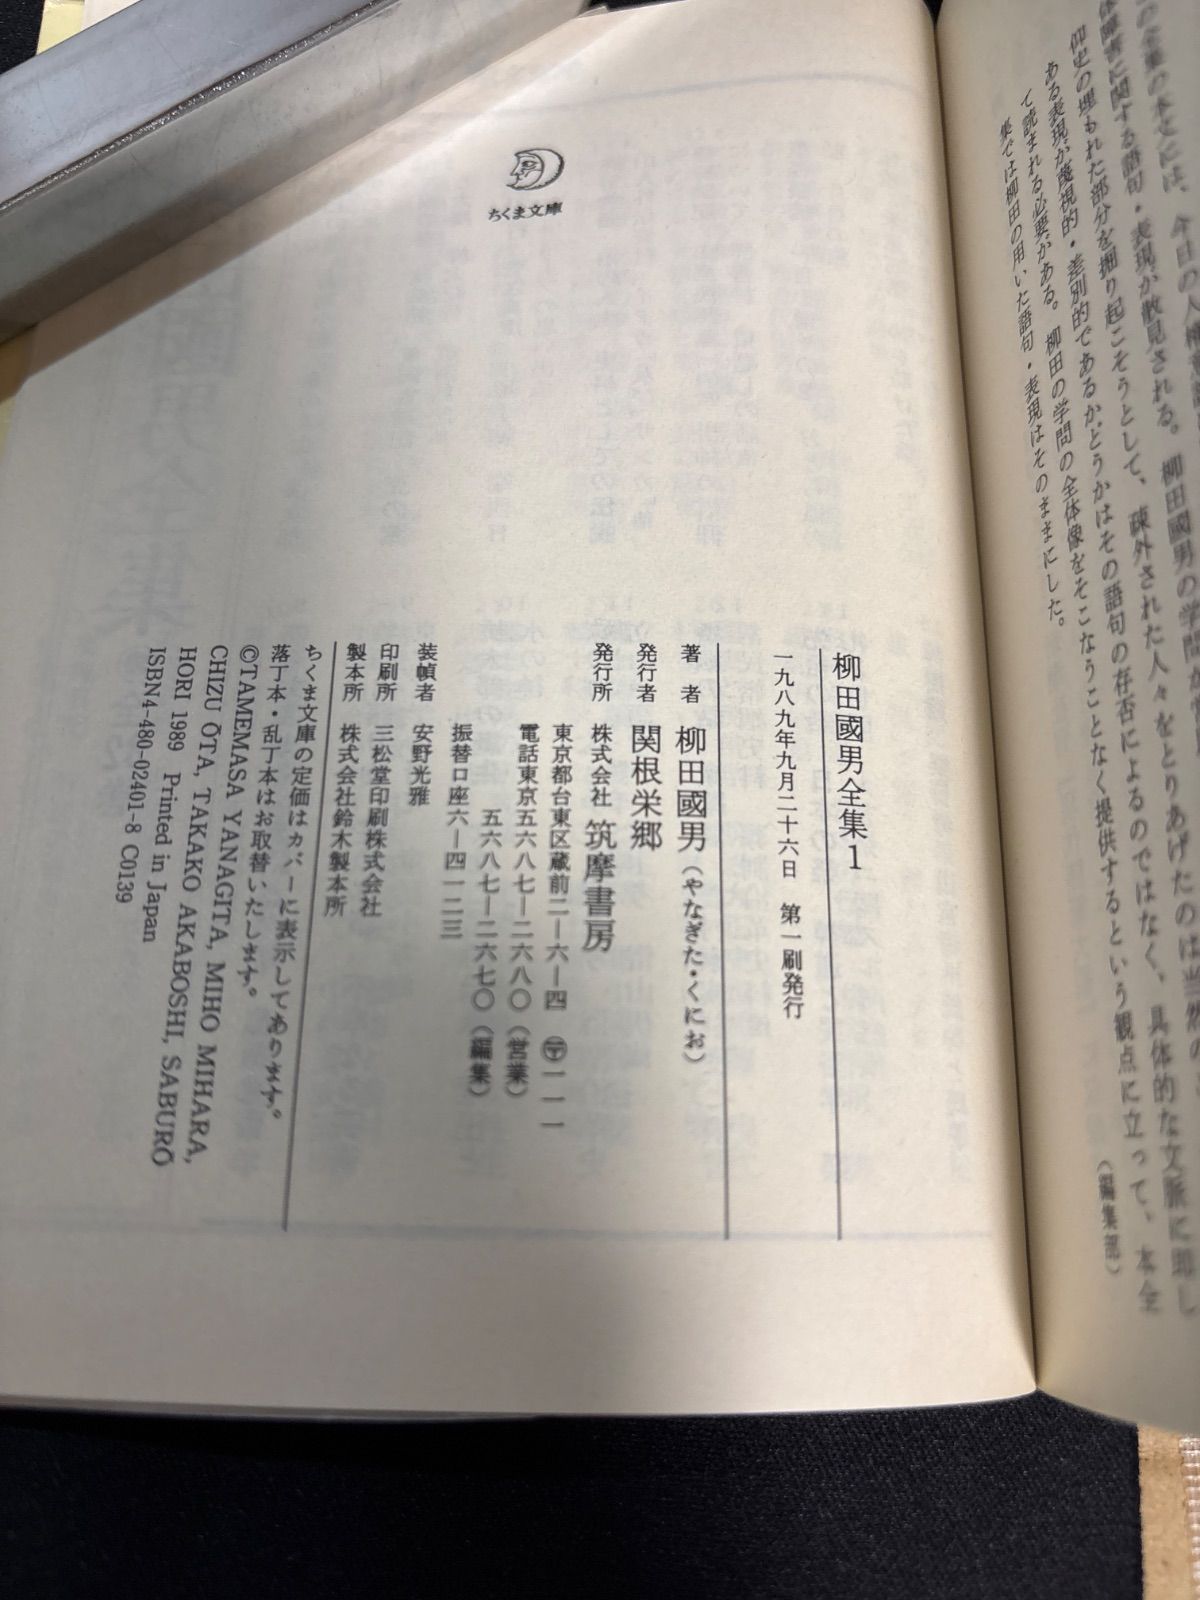 の全集の本文には、今日の人権意識
に関する語句・表現が散見される。柳田國男の学問が
仰史の埋もれた部分を掘り起こそうとして、疎外された人々をとりあげたのは当然の
ある表現が蔑視的・差別的であるかどうかはその語句の存否によるのではなく、具体的な文脈に即し
て読まれる必要がある。柳田の学問の全体像をそこなうことなく提供するという観点に立って、本全
集では柳田の用いた語句・表現はそのままにした。
（編集部）
ちくま文庫
柳田國男全集1
一九八九年九月二十六日 第一刷発行
著 者 柳田國男（やなぎた・くにお）
発行者 関根栄郷
発行所 株式会社 筑摩書房
東京都台東区蔵前二—六—四 〒一一一
電話東京五六八七—二六八〇（営業）
五六八七—二六七〇（編集）
振替口座六—四一二三
装幀者 安野光雅
印刷所 三松堂印刷株式会社
製本所 株式会社鈴木製本所
ちくま文庫の定価はカバーに表示してあります。
落丁本・乱丁本はお取替いたします。
©TAMEMASA YANAGITA, MIHO MIHARA,
CHIZU ŌTA, TAKAKO AKABOSHI, SABURŌ
HORI 1989 Printed in Japan
ISBN4-480-02401-8 C0139